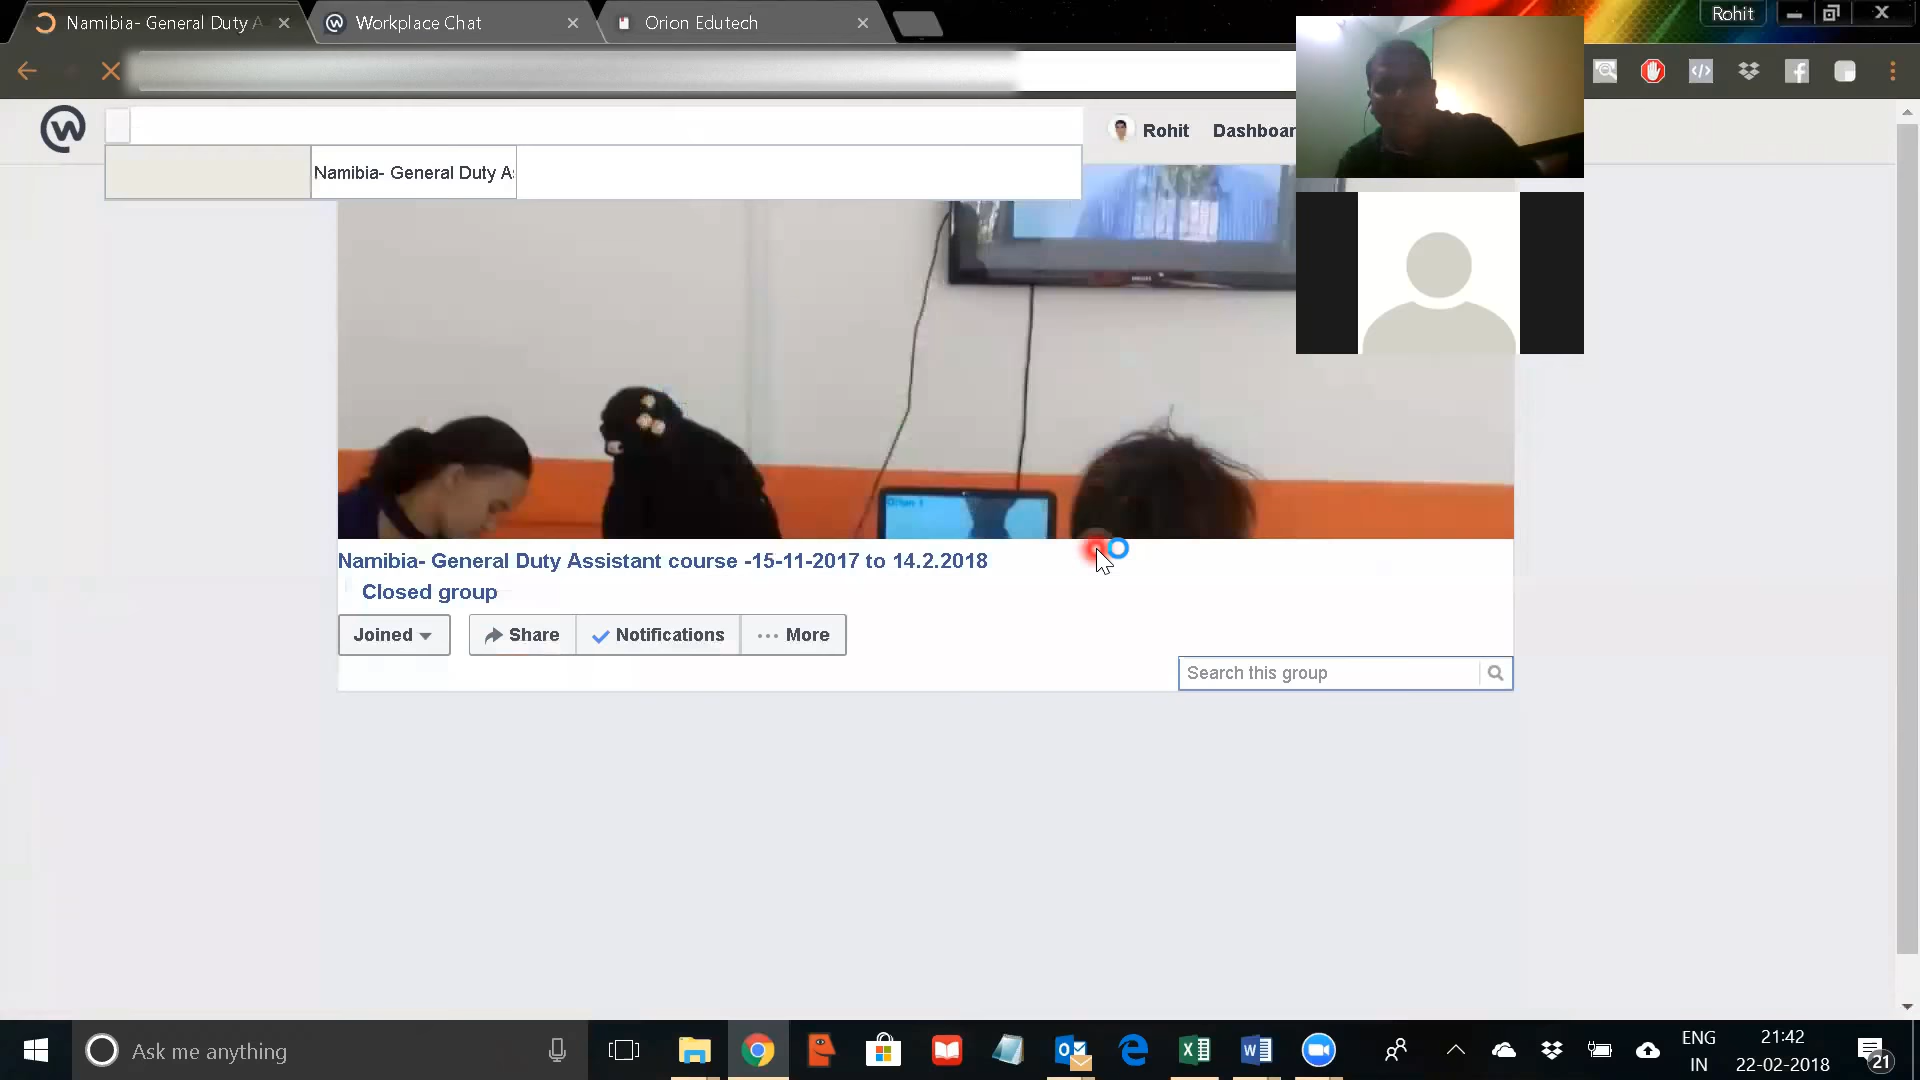 Namibia- General Duty A
Workplace Chat
Orion Edutech
Rohit
Rohit
Dashboar
Namibia- General Duty A
Namibia- General Duty Assistant course -15-11-2017 to 14.2.2018
Closed group
Joined
Share
Notifications
More
Search this group
Ask me anything
ENG
IN
21:42
22-02-2018
21